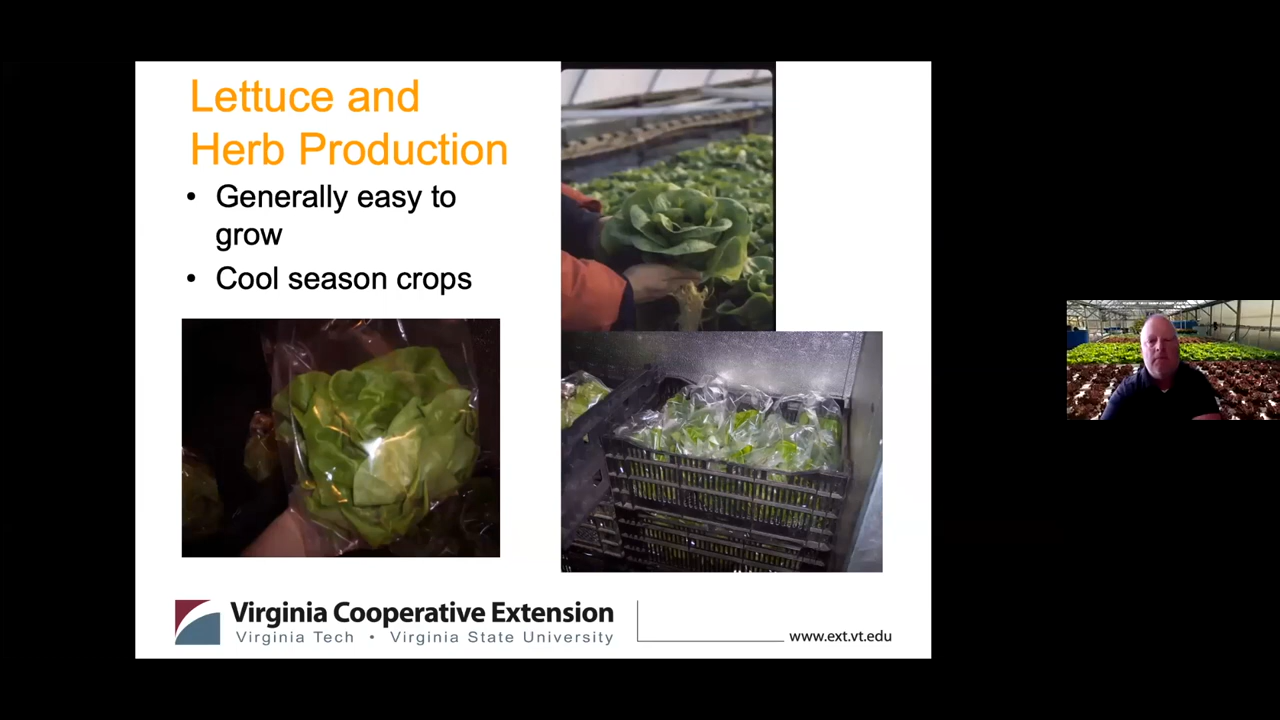 Lettuce and
Herb Production
• Generally easy to
grow
• Cool season crops
Virginia Cooperative Extension
Virginia Tech • Virginia State University
www.ext.vt.edu